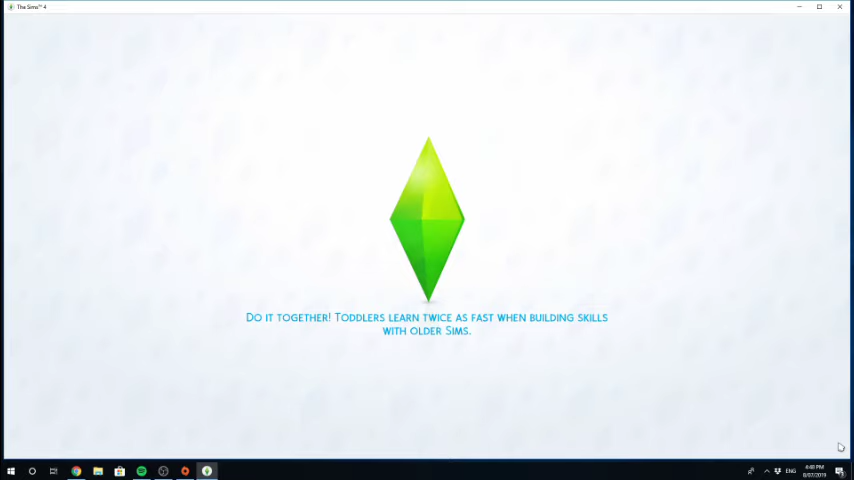 The Sims™ 4
DO IT TOGETHER! TODDLERS LEARN TWICE AS FAST WHEN BUILDING SKILLS
WITH OLDER SIMS.
ENG
4:48 PM
8/07/2019